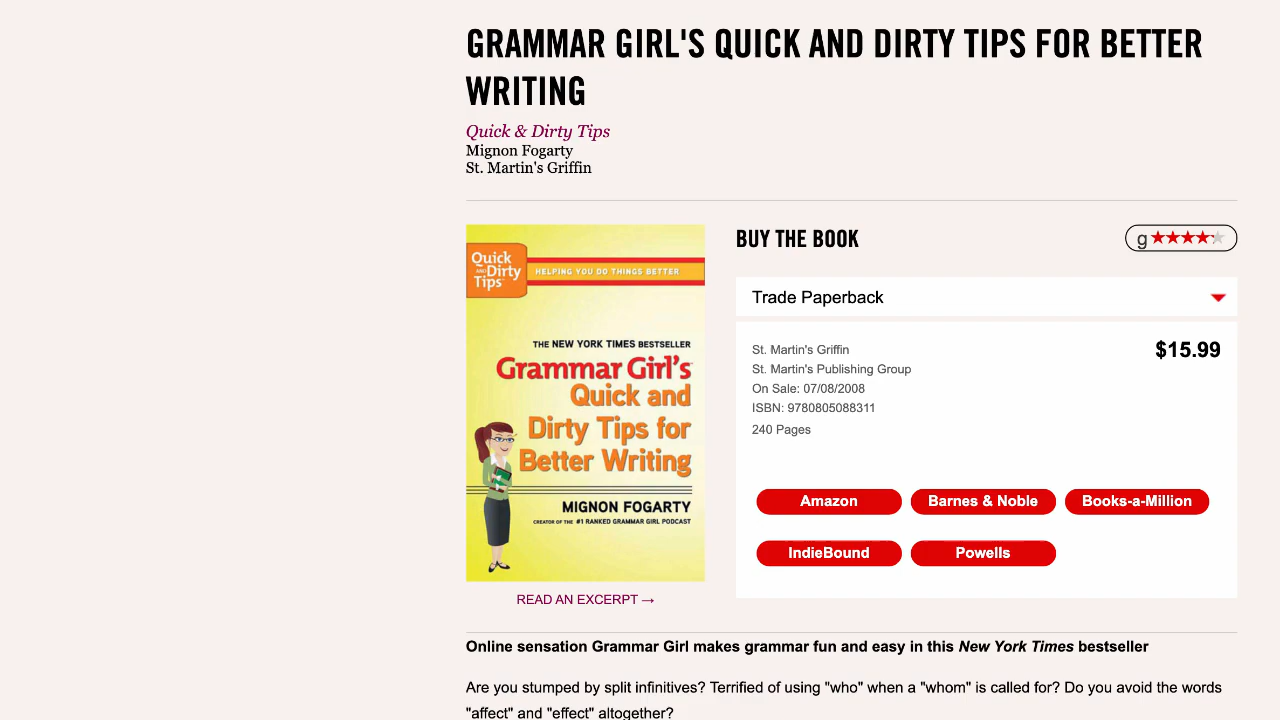 GRAMMAR GIRL'S QUICK AND DIRTY TIPS FOR BETTER
WRITING
Quick & Dirty Tips
Mignon Fogarty
St. Martin's Griffin
Quick
AND Dirty
Tips
HELPING YOU DO THINGS BETTER
THE NEW YORK TIMES BESTSELLER
Grammar Girl's
Quick and
Dirty Tips for
Better Writing
MIGNON FOGARTY
CREATOR OF THE #1 RANKED GRAMMAR GIRL PODCAST
READ AN EXCERPT →
BUY THE BOOK
g
Trade Paperback
St. Martin's Griffin
$15.99
St. Martin's Publishing Group
On Sale: 07/08/2008
ISBN: 9780805088311
240 Pages
Amazon
Barnes & Noble
Books-a-Million
IndieBound
Powells
Online sensation Grammar Girl makes grammar fun and easy in this New York Times bestseller
Are you stumped by split infinitives? Terrified of using "who" when a "whom" is called for? Do you avoid the words
"affect" and "effect" altogether?